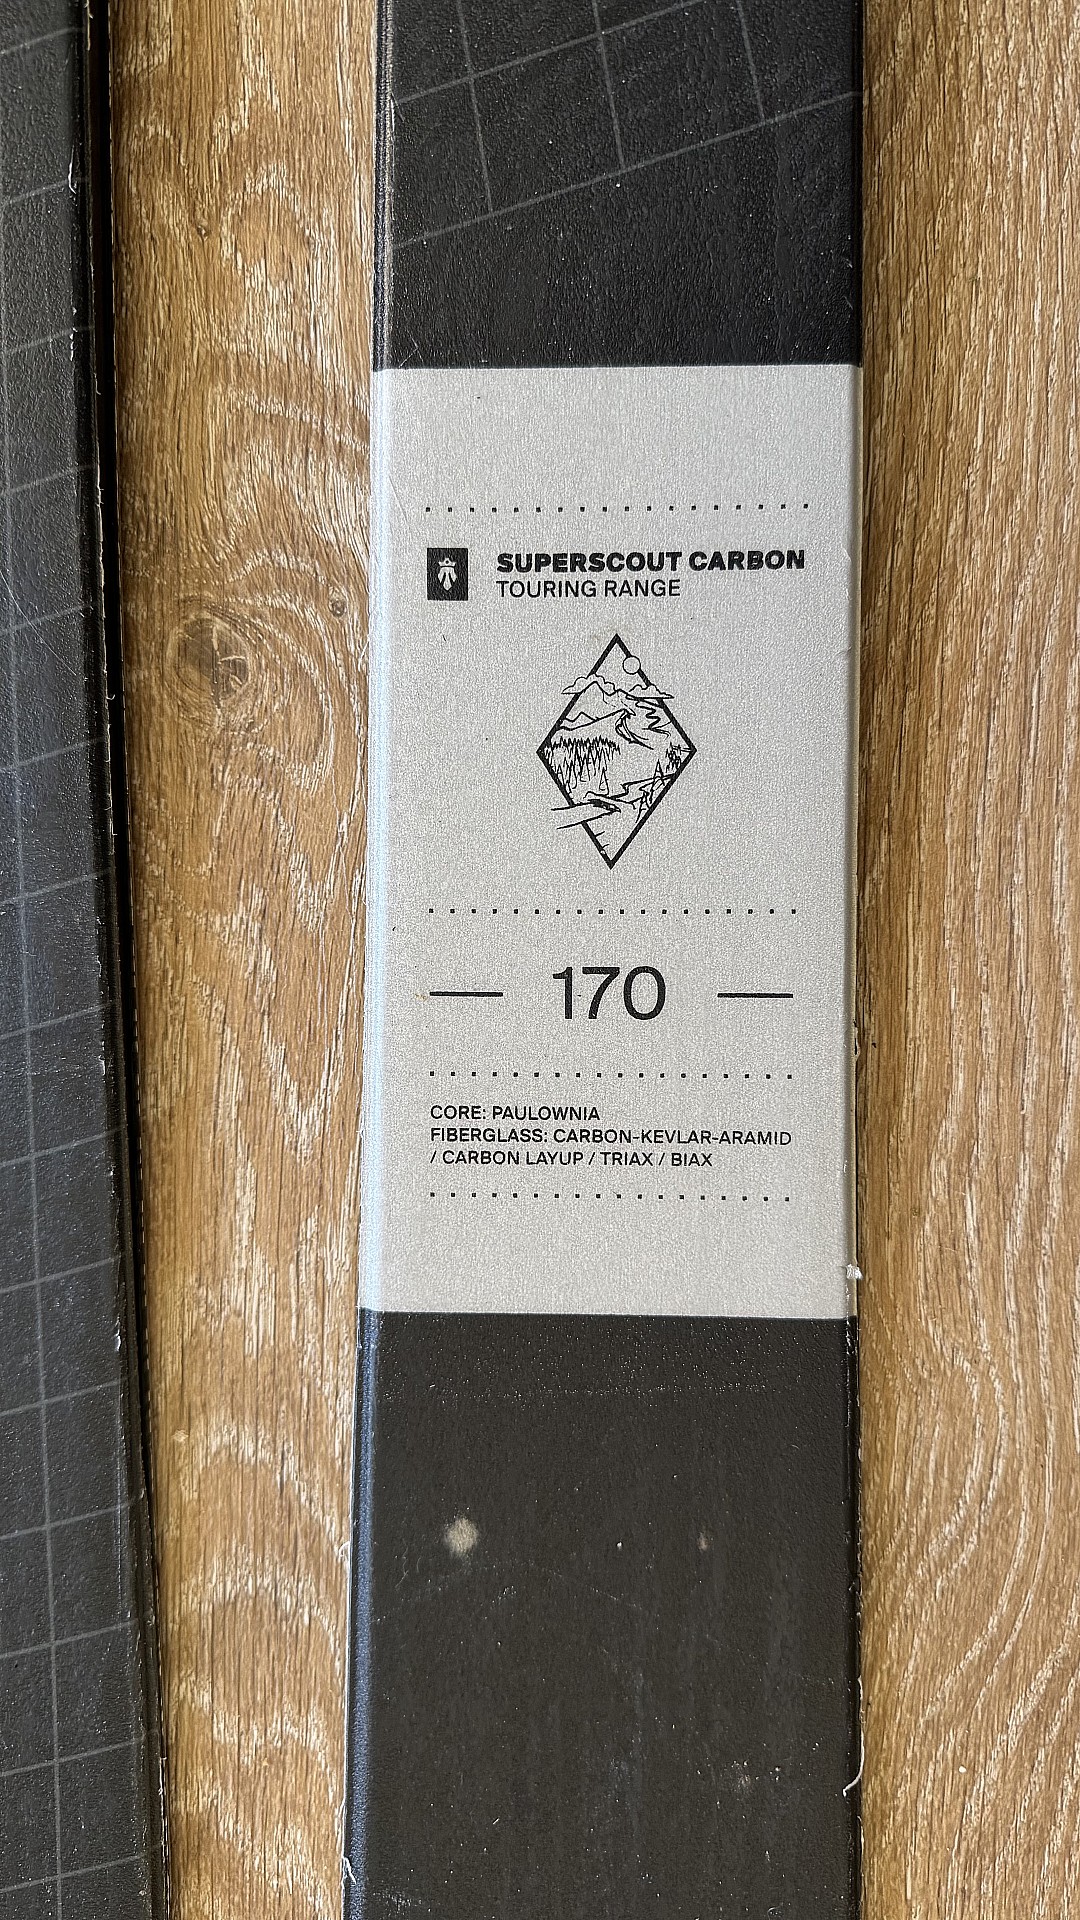 SUPERSCOUT CARBON
TOURING RANGE
170
CORE: PAULOWNIA
FIBERGLASS: CARBON-KEVLAR-ARAMID
/ CARBON LAYUP / TRIAX / BIAX